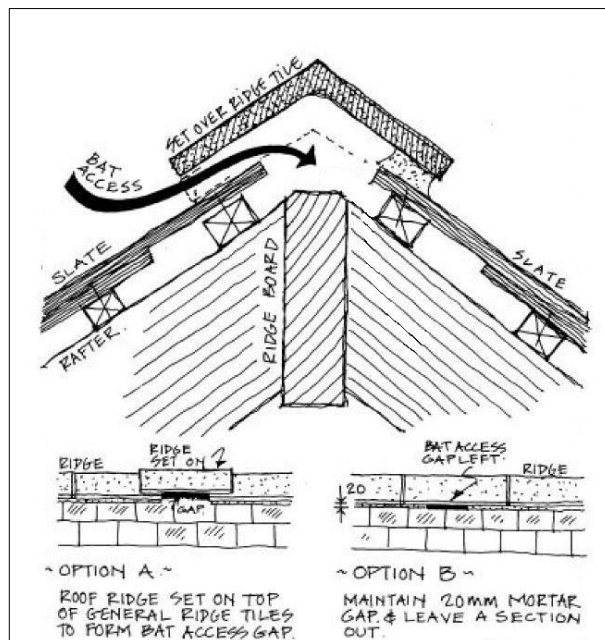 SET OVER RIDGE TILE
BAT
ACCESS
SLATE
RAFTER.
RIDGE BOARD
SLATE
RIDGE
RIDGE
SET ON
GAP.
BAT ACCESS
GAP LEFT.
RIDGE
20
~ OPTION A ~
ROOF RIDGE SET ON TOP
OF GENERAL RIDGE TILES
TO FORM BAT ACCESS GAP.
~ OPTION B ~
MAINTAIN 20mm MORTAR
GAP & LEAVE A SECTION
OUT.